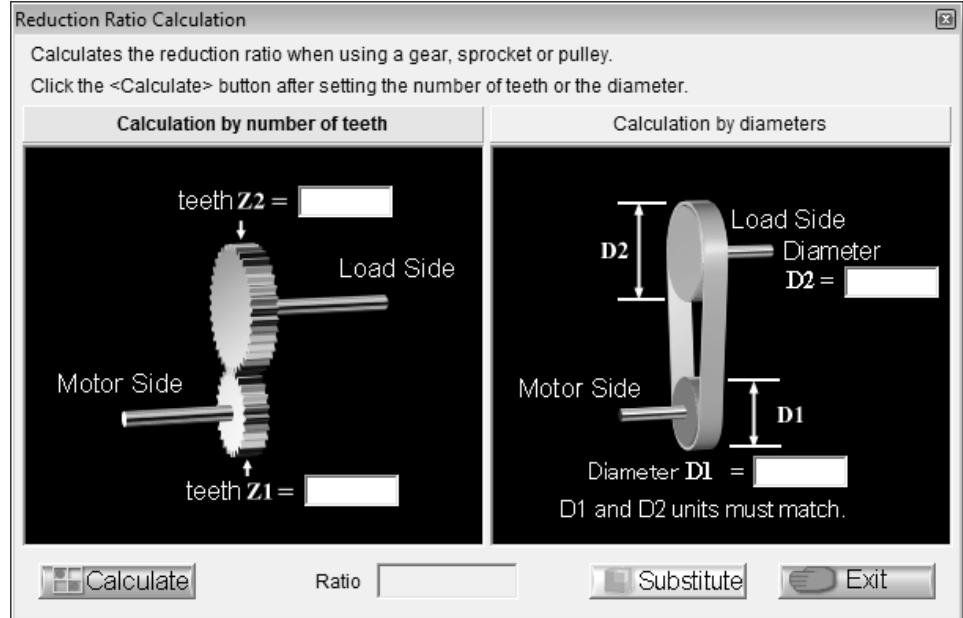 Reduction Ratio Calculation
Calculates the reduction ratio when using a gear, sprocket or pulley.
Click the <Calculate> button after setting the number of teeth or the diameter.
Calculation by number of teeth
teeth Z2 =
Load Side
Motor Side
teeth Z1 =
Calculation by diameters
D2
Load Side
Diameter
D2 =
Motor Side
D1
Diameter D1 =
D1 and D2 units must match.
Calculate
Ratio
Substitute
Exit